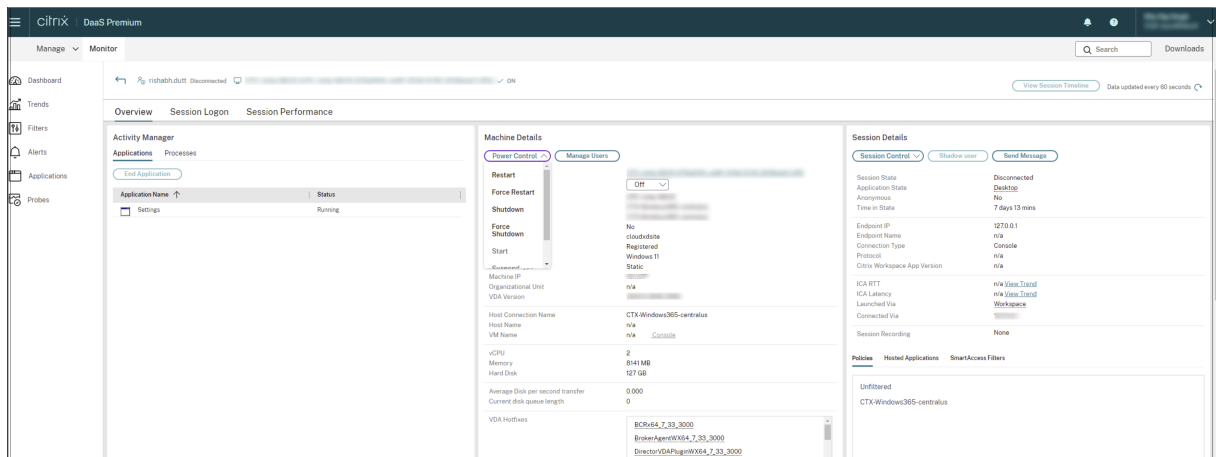 citrix DaaS Premium
Manage Monitor
Search Downloads
Dashboard
Trends
Filters
Alerts
Applications
Probes
rishabh.dutt Disconnected
ON
View Session Timeline Data updated every 60 seconds
Overview Session Logon Session Performance
Activity Manager
Applications Processes
End Application
Application Name Status
Settings Running
Machine Details
Power Control Manage Users
Restart
Force Restart
Shutdown
Force
Shutdown
Start
Off
No
cloudxdsite
Registered
Windows 11
Static
Machine IP
Organizational Unit n/a
VDA Version
Host Connection Name CTX-Windows365-centralus
Host Name n/a
VM Name n/a Console
vCPU 2
Memory 8141 MB
Hard Disk 127 GB
Average Disk per second transfer 0.000
Current disk queue length 0
VDA Hotfixes
BCRx64_7_33_3000
BrokerAgentWX64_7_33_3000
DirectorVDAPluginWX64_7_33_3000
Session Details
Session Control Shadow user Send Message
Session State Disconnected
Application State Desktop
Anonymous No
Time in State 7 days 13 mins
Endpoint IP 127.0.0.1
Endpoint Name n/a
Connection Type Console
Protocol n/a
Citrix Workspace App Version n/a
ICA RTT n/a View Trend
ICA Latency n/a View Trend
Launched Via Workspace
Connected Via
Session Recording None
Policies Hosted Applications SmartAccess Filters
Unfiltered
CTX-Windows365-centralus